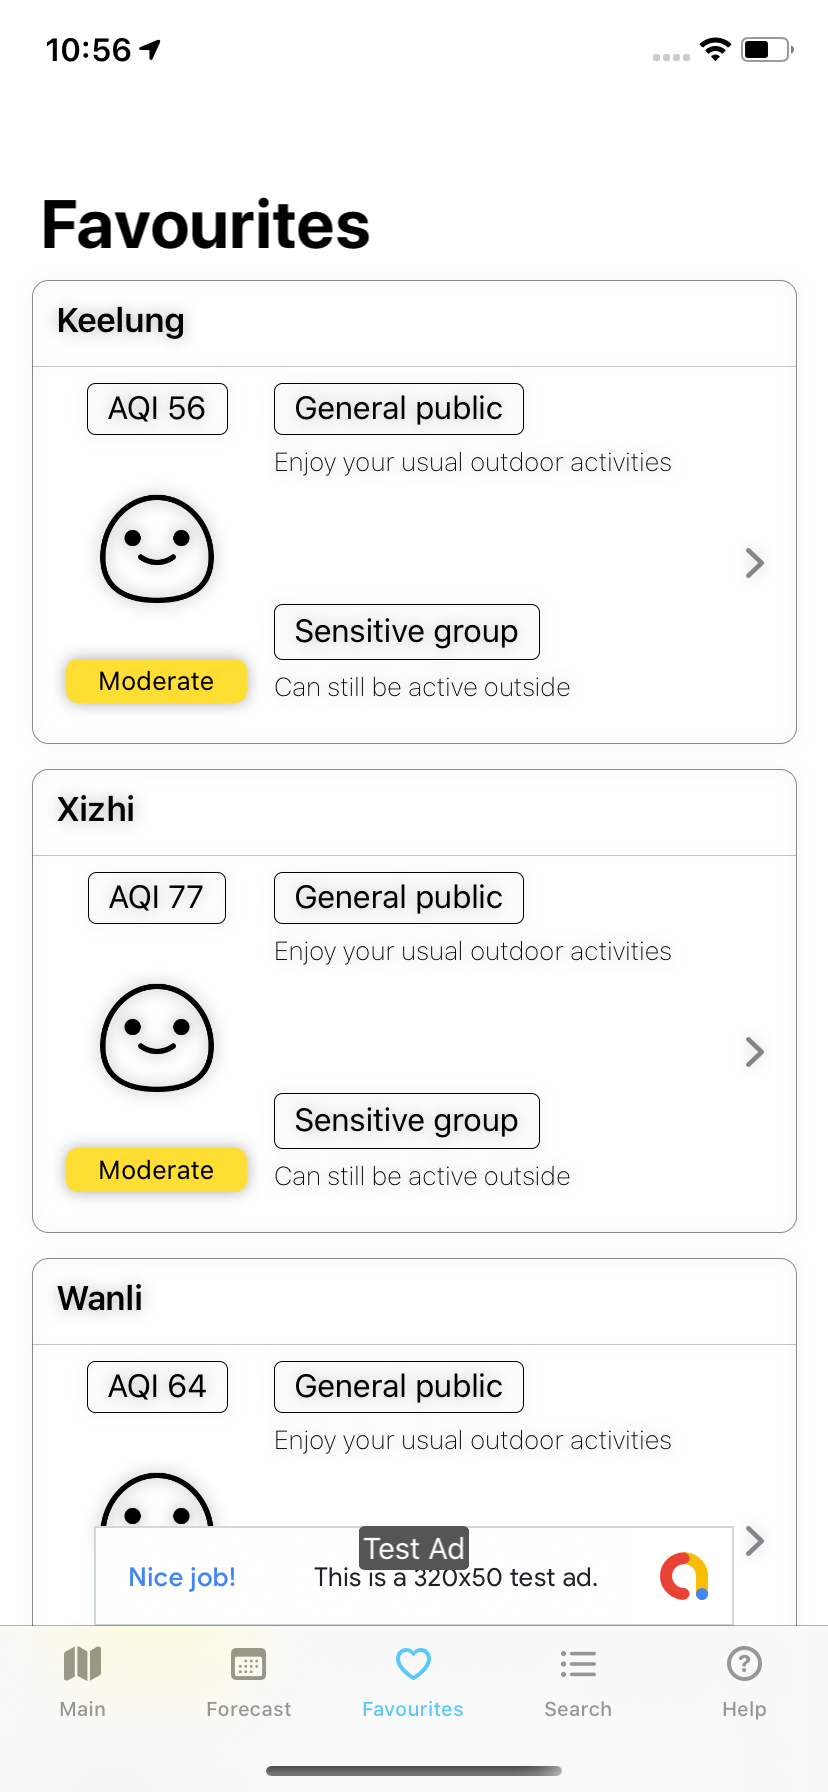 10:56
Favourites
Keelung
AQI 56
General public
Enjoy your usual outdoor activities
Sensitive group
Moderate
Can still be active outside
Xizhi
AQI 77
General public
Enjoy your usual outdoor activities
Sensitive group
Moderate
Can still be active outside
Wanli
AQI 64
General public
Enjoy your usual outdoor activities
Test Ad
Nice job!
This is a 320x50 test ad.
Main
Forecast
Favourites
Search
Help